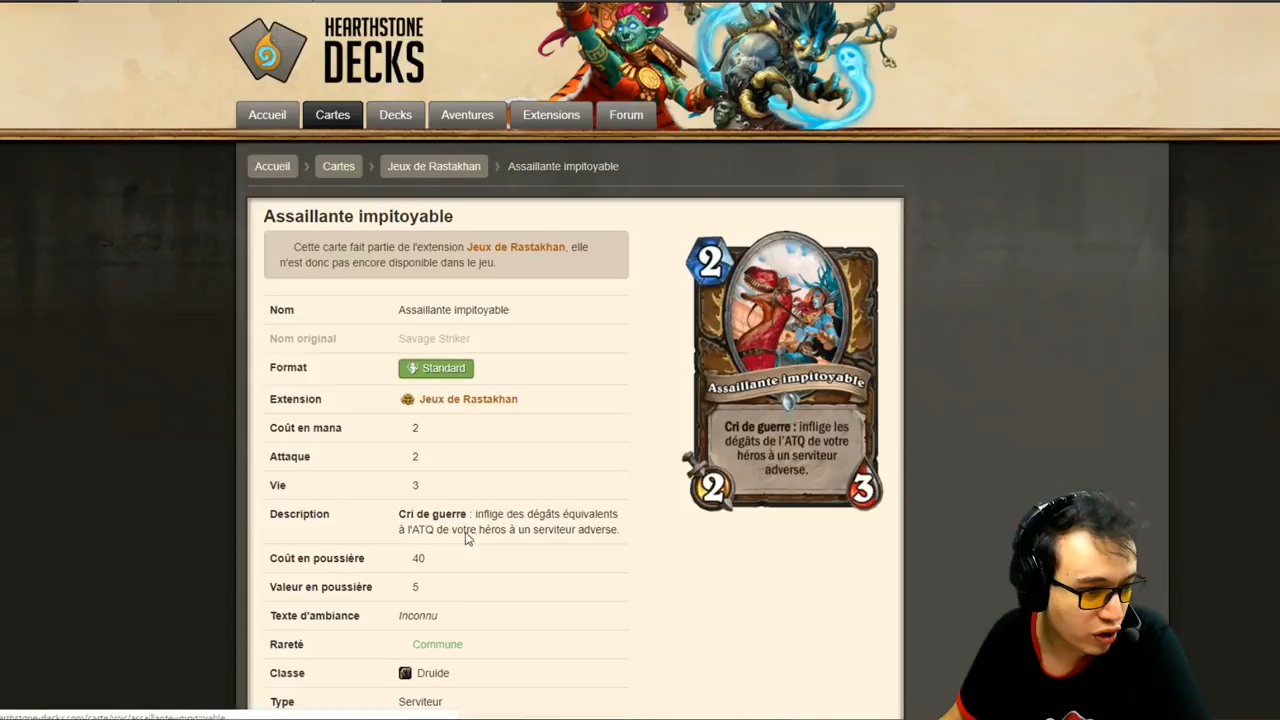 HEARTHSTONE
DECKS
Accueil Cartes Decks Aventures Extensions Forum
Accueil Cartes Jeux de Rastakhan Assaillante impitoyable
Assaillante impitoyable
Cette carte fait partie de l'extension Jeux de Rastakhan, elle
n'est donc pas encore disponible dans le jeu.
Nom Assaillante impitoyable
Nom original Savage Striker
Format Standard
Extension Jeux de Rastakhan
Coût en mana 2
Attaque 2
Vie 3
Description Cri de guerre : inflige des dégâts équivalents
à l'ATQ de votre héros à un serviteur adverse.
Coût en poussière 40
Valeur en poussière 5
Texte d'ambiance Inconnu
Rareté Commune
Classe Druide
Type Serviteur
2
Assaillante impitoyable
Cri de guerre : inflige les
dégâts de l'ATQ de votre
héros à un serviteur
adverse.
2 3